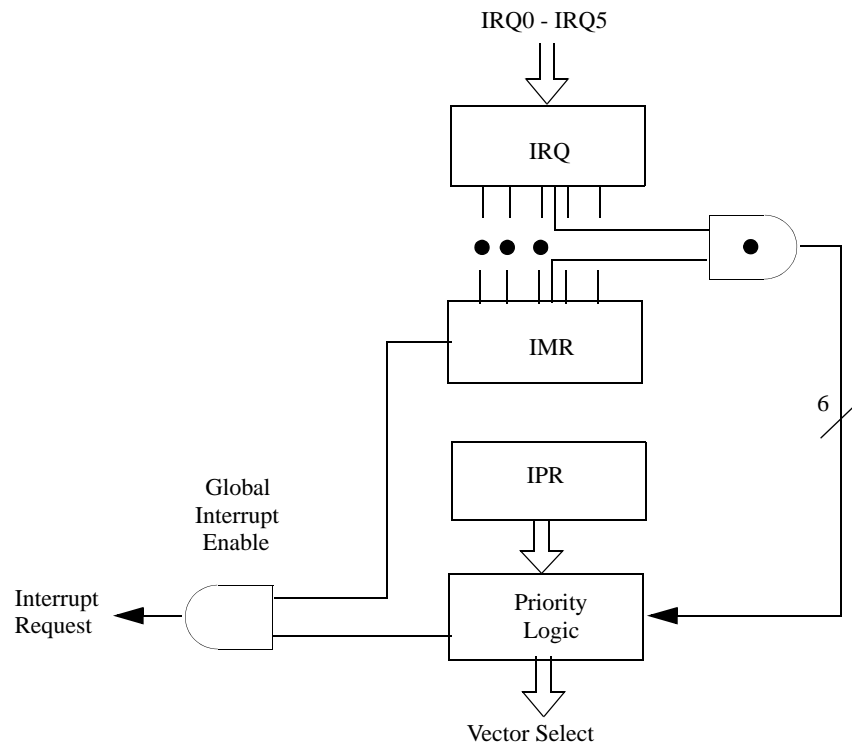 IRQ0 - IRQ5
IRQ
IMR
6
IPR
Global
Interrupt
Enable
Interrupt
Request
Priority
Logic
Vector Select